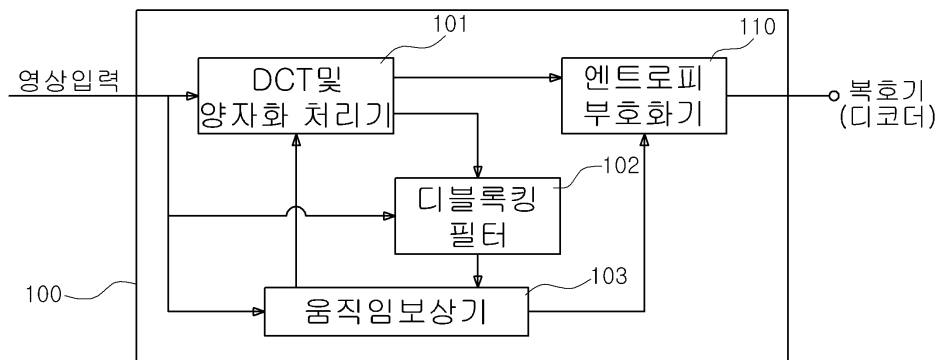 101
110
영상입력
DCT및
양자화 처리기
엔트로피
부호화기
복호기
(디코더)
102
디블록킹
필터
103
100
움직임보상기